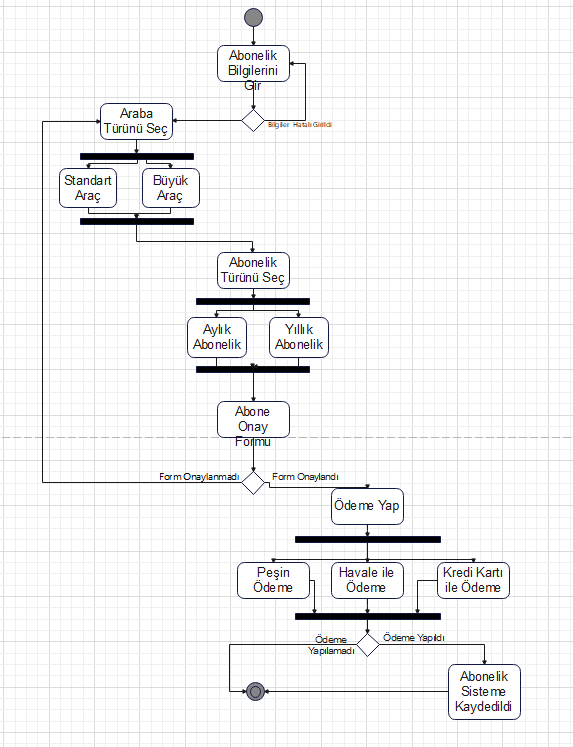 Abonelik
Bilgilerini
Gir
Bilgiler Hatalı Girildi
Araba
Türünü Seç
Standart
Araç
Büyük
Araç
Abonelik
Türünü Seç
Aylık
Abonelik
Yıllık
Abonelik
Abone
Onay
Formu
Form Onaylanmadı
Form Onaylandı
Ödeme Yap
Peşin
Ödeme
Havale ile
Ödeme
Kredi Kartı
ile Ödeme
Ödeme
Yapılamadı
Ödeme Yapıldı
Abonelik
Sisteme
Kaydedildi